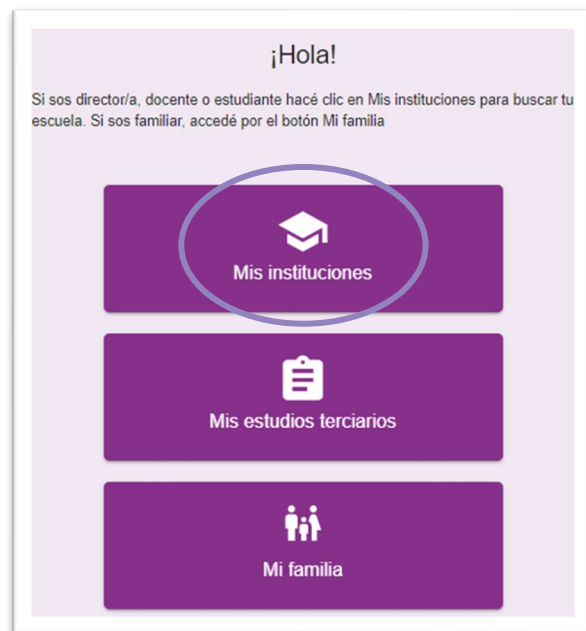 ¡Hola!
Si sos director/a, docente o estudiante hacé clic en Mis instituciones para buscar tu
escuela. Si sos familiar, accedé por el botón Mi familia
Mis instituciones
Mis estudios terciarios
Mi familia